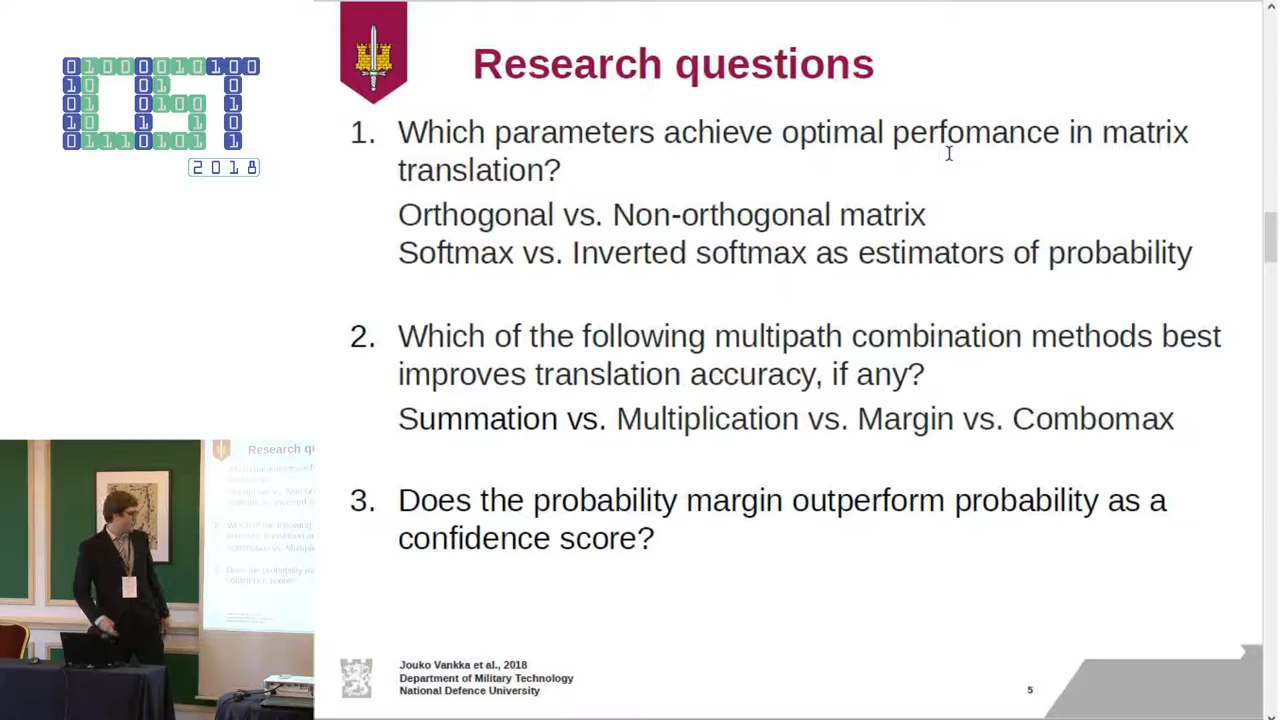 2018
Research questions
1. Which parameters achieve optimal perfomance in matrix
translation?
Orthogonal vs. Non-orthogonal matrix
Softmax vs. Inverted softmax as estimators of probability
2. Which of the following multipath combination methods best
improves translation accuracy, if any?
Summation vs. Multiplication vs. Margin vs. Combomax
3. Does the probability margin outperform probability as a
confidence score?
Jouko Vankka et al., 2018
Department of Military Technology
National Defence University
5
Research qu